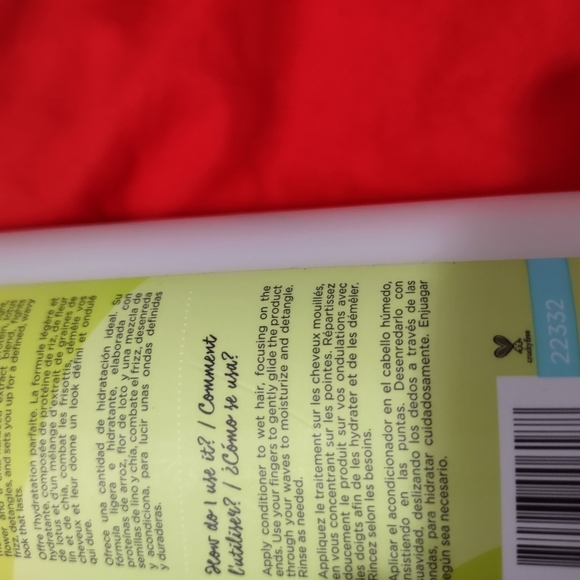 flower and
extract blend, fights
frizz, detangles, and sets you up for a defined, wavy
look that lasts.
Offre l'hydratation parfaite. La formule légère et
hydratante, composée de protéine de riz, de fleur
de lotus et d'un mélange d'extrait de graines de
lin et de chia, combat les frisottis, démêle vos
cheveux et leur donne un look défini et ondulé
qui dure.
Ofrece una cantidad de hidratación ideal. Su
fórmula ligera e hidratante, elaborada con
proteínas de arroz, flor de loto y una mezcla de
semillas de lino y chía, combate el frizz, desenreda
y acondiciona, para lucir unas ondas definidas
y duraderas.
How do I use it? / Comment
l'utiliser? / ¿Cómo se usa?
Apply conditioner to wet hair, focusing on the
ends. Use your fingers to gently glide the product
through your waves to moisturize and detangle.
Rinse as needed.
Appliquez le traitement sur les cheveux mouillés,
en vous concentrant sur les pointes. Répartissez
doucement le produit sur vos ondulations avec
les doigts afin de les hydrater et de les démêler.
Rincez selon les besoins.
Aplicar el acondicionador en el cabello húmedo,
insistiendo en las puntas. Desenredarlo con
suavidad, deslizando los dedos a través de las
ondas, para hidratar cuidadosamente. Enjuagar
según sea necesario.
crueltyfree
22332